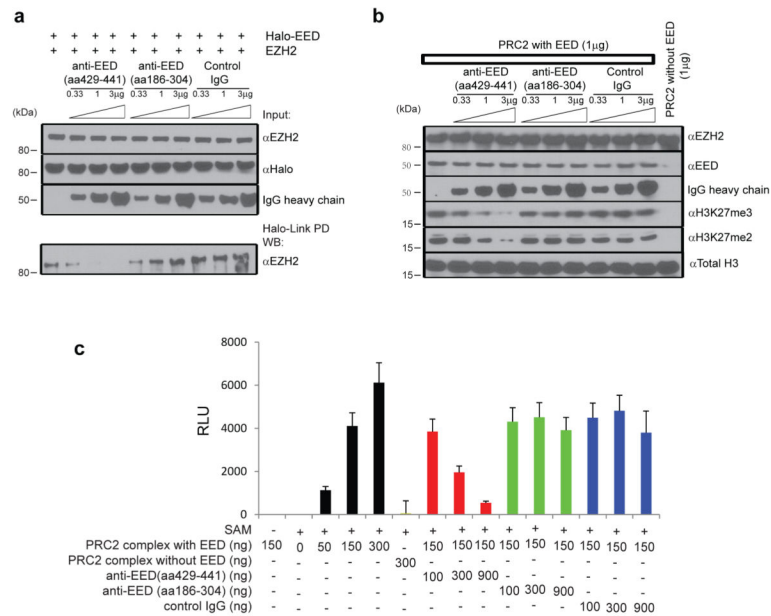 a
+ + + + + + + + + + Halo-EED
+ + + + + + + + + + EZH2
anti-EED (aa429-441)
anti-EED (aa186-304)
Control IgG
0.33 1 3μg 0.33 1 3μg 0.33 1 3μg
(kDa)
Input:
80
αEZH2
80
αHalo
50
IgG heavy chain
Halo-Link PD
WB:
80
αEZH2
b
PRC2 with EED (1μg)
PRC2 without EED (1μg)
anti-EED (aa429-441)
anti-EED (aa186-304)
Control IgG
0.33 1 3μg 0.33 1 3μg 0.33 1 3μg
(kDa)
80
αEZH2
50
αEED
50
IgG heavy chain
15
αH3K27me3
15
αH3K27me2
15
αTotal H3
c
RLU
8000
6000
4000
2000
0
SAM - + + + + + + + + + + + + + +
PRC2 complex with EED (ng) 150 0 50 150 300 - 150 150 150 150 150 150 150 150 150
PRC2 complex without EED (ng) - - - - - 300 - - - - - - - - -
anti-EED(aa429-441) (ng) - - - - - - 100 300 900 - - - - - -
anti-EED (aa186-304) (ng) - - - - - - - - - 100 300 900 - - -
control IgG (ng) - - - - - - - - - - - - 100 300 900